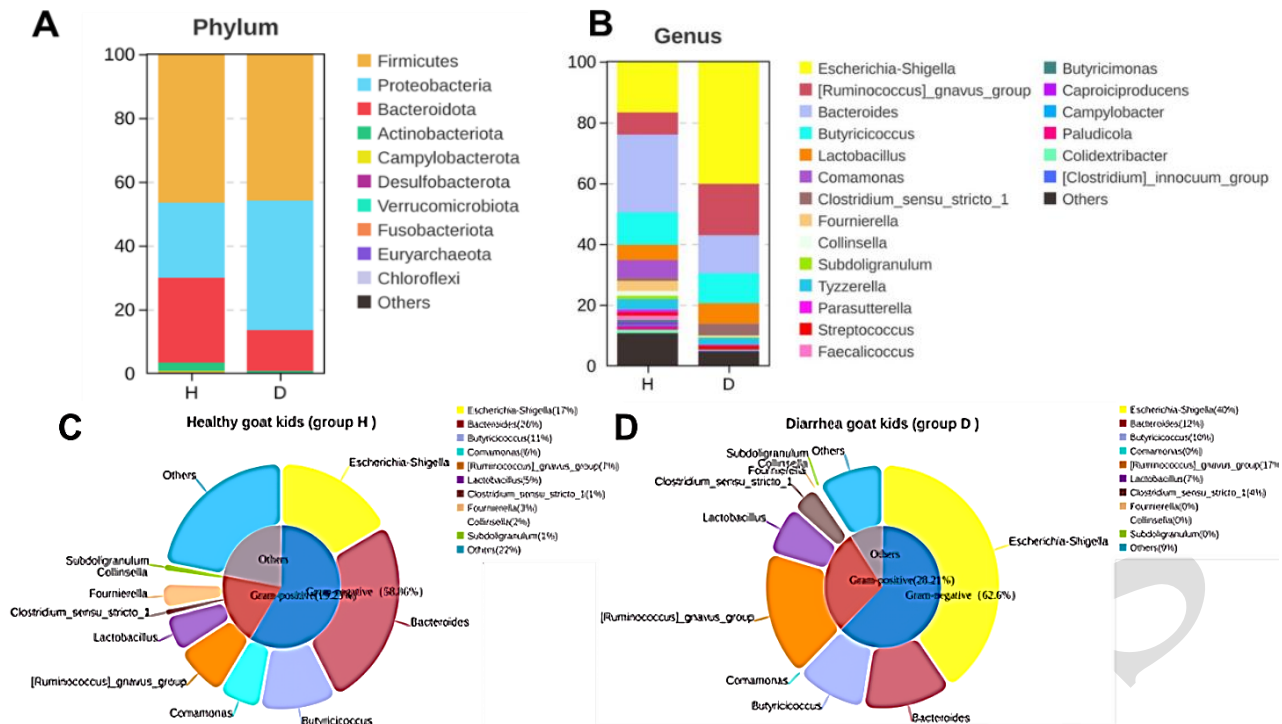 A
Phylum
100
80
60
40
20
0
H
D
Firmicutes
Proteobacteria
Bacteroidota
Actinobacteriota
Campylobacterota
Desulfobacterota
Verrucomicrobiota
Fusobacteriota
Euryarchaeota
Chloroflexi
Others
B
Genus
100
80
60
40
20
0
H
D
Escherichia-Shigella
[Ruminococcus]_gnavus_group
Bacteroides
Butyricicoccus
Lactobacillus
Comamonas
Clostridium_sensu_stricto_1
Fournierella
Collinsella
Subdoligranulum
Tyzzerella
Parasutterella
Streptococcus
Faecalicoccus
Butyricimonas
Caproiciproducens
Campylobacter
Paludicola
Colidextribacter
[Clostridium]_innocuum_group
Others
C
Healthy goat kids (group H )
Escherichia-Shigella(17%)
Bacteroides(26%)
Butyricicoccus(11%)
Comamonas(6%)
[Ruminococcus]_gnavus_group(7%)
Lactobacillus(5%)
Clostridium_sensu_stricto_1(1%)
Fournierella(3%)
Collinsella(2%)
Subdoligranulum(1%)
Others(22%)
Others
Escherichia-Shigella
Subdoligranulum
Collinsella
Fournierella
Clostridium_sensu_stricto_1
Lactobacillus
[Ruminococcus]_gnavus_group
Comamonas
Butyricicoccus
Bacteroides
Others
D
Diarrhea goat kids (group D )
Escherichia-Shigella(40%)
Bacteroides(12%)
Butyricicoccus(10%)
Comamonas(0%)
[Ruminococcus]_gnavus_group(17%
Lactobacillus(7%)
Clostridium_sensu_stricto_1(4%)
Fournierella(0%)
Collinsella(0%)
Subdoligranulum(0%)
Others(9%)
Subdoligranulum
Collinsella
Fournierella
Clostridium_sensu_stricto_1
Others
Lactobacillus
Escherichia-Shigella
[Ruminococcus]_gnavus_group
Comamonas
Butyricicoccus
Bacteroides
Others
Gram-positive(28.21%)
Gram-negative (62.6%)